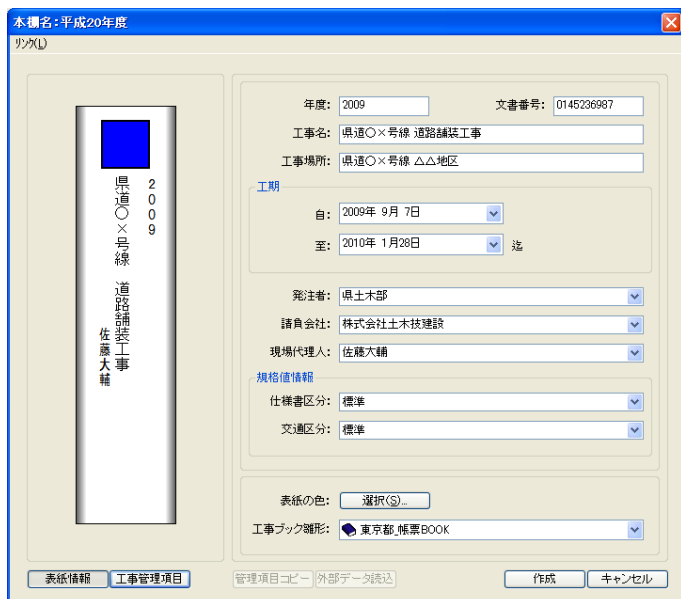 本棚名:平成20年度
リンク(L)
2009
県道〇×号線 道路舗装工事
佐藤大輔
年度: 2009 文書番号: 0145236987
工事名: 県道〇×号線 道路舗装工事
工事場所: 県道〇×号線 △△地区
工期
自: 2009年 9月 7日
至: 2010年 1月28日 迄
発注者: 県土木部
請負会社: 株式会社土木技建設
現場代理人: 佐藤大輔
規格値情報
仕様書区分: 標準
交通区分: 標準
表紙の色: 選択(S)...
工事ブック雛形: 東京都_帳票BOOK
表紙情報 工事管理項目 管理項目コピー 外部データ読込 作成 キャンセル